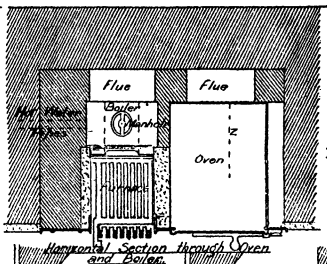 Flue Flue
Boiler
Hot Water
Manhole
Pipes
Z
Oven
Furnace
Horizontal Section through Oven
and Boiler.